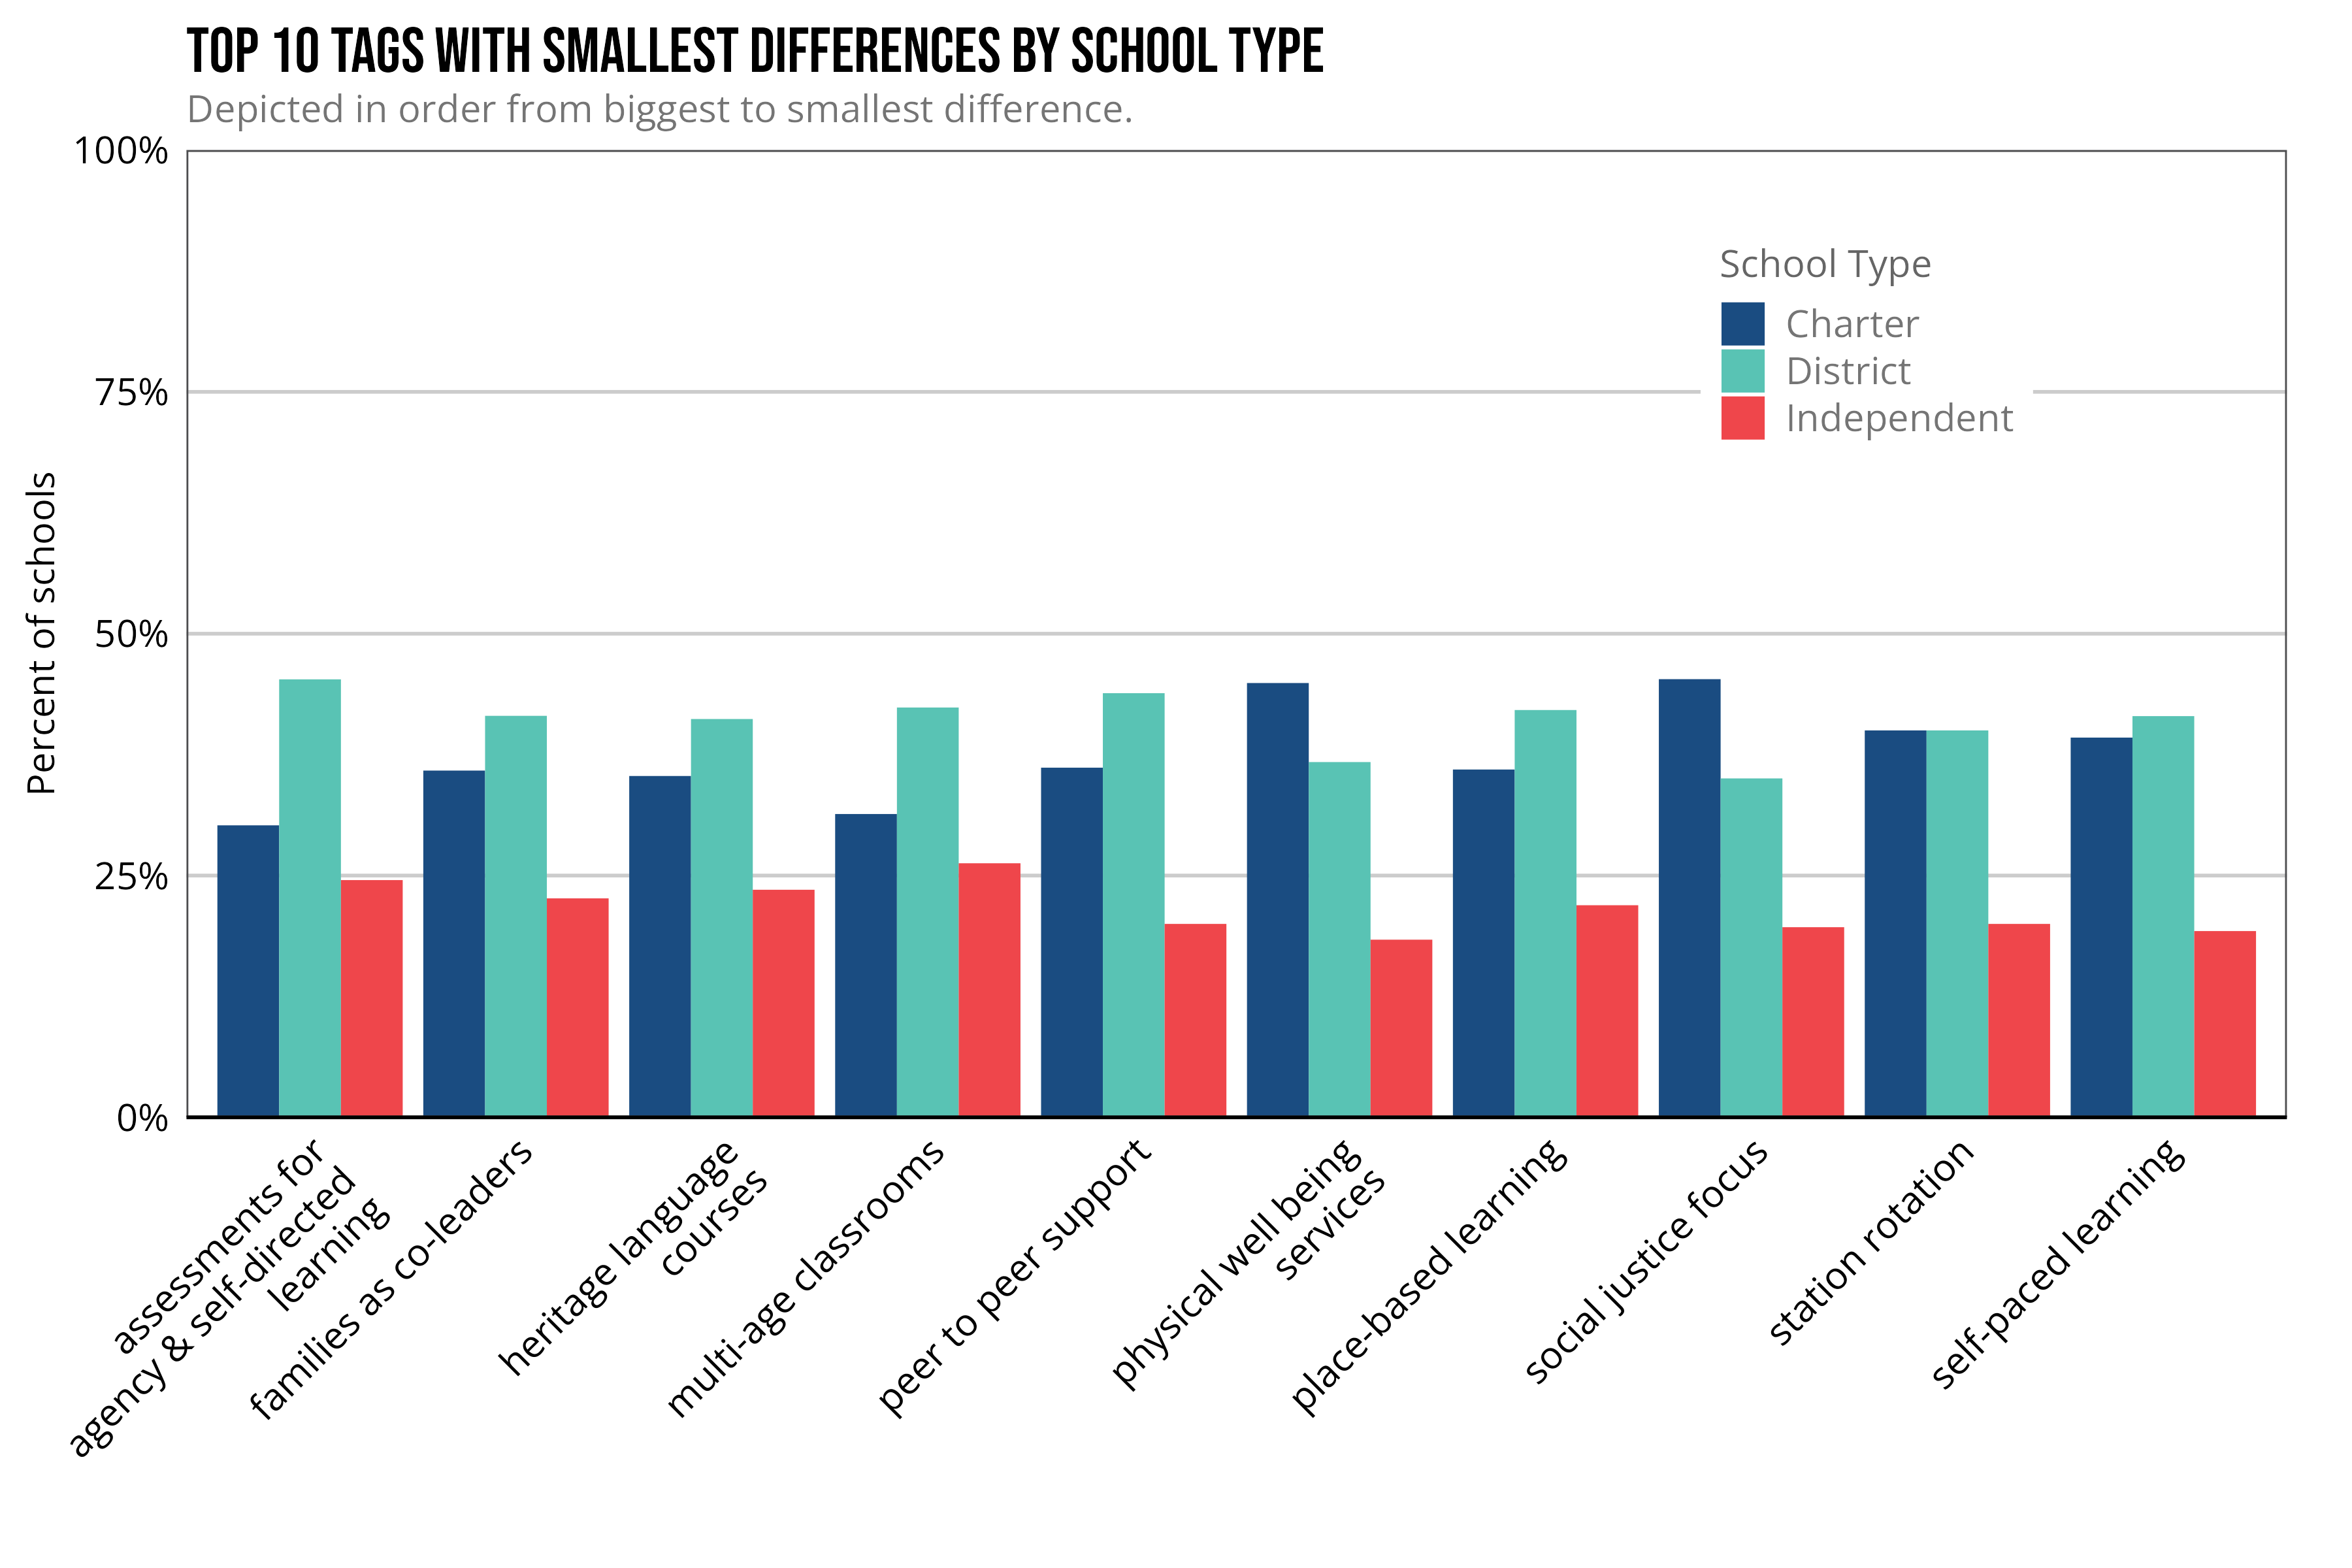 TOP 10 TAGS WITH SMALLEST DIFFERENCES BY SCHOOL TYPE
Depicted in order from biggest to smallest difference.
100%
75%
50%
25%
0%
Percent of schools
School Type
Charter
District
Independent
assessments for
agency & self-directed
learning
families as co-leaders
heritage language
courses
multi-age classrooms
peer to peer support
physical well being
services
place-based learning
social justice focus
station rotation
self-paced learning